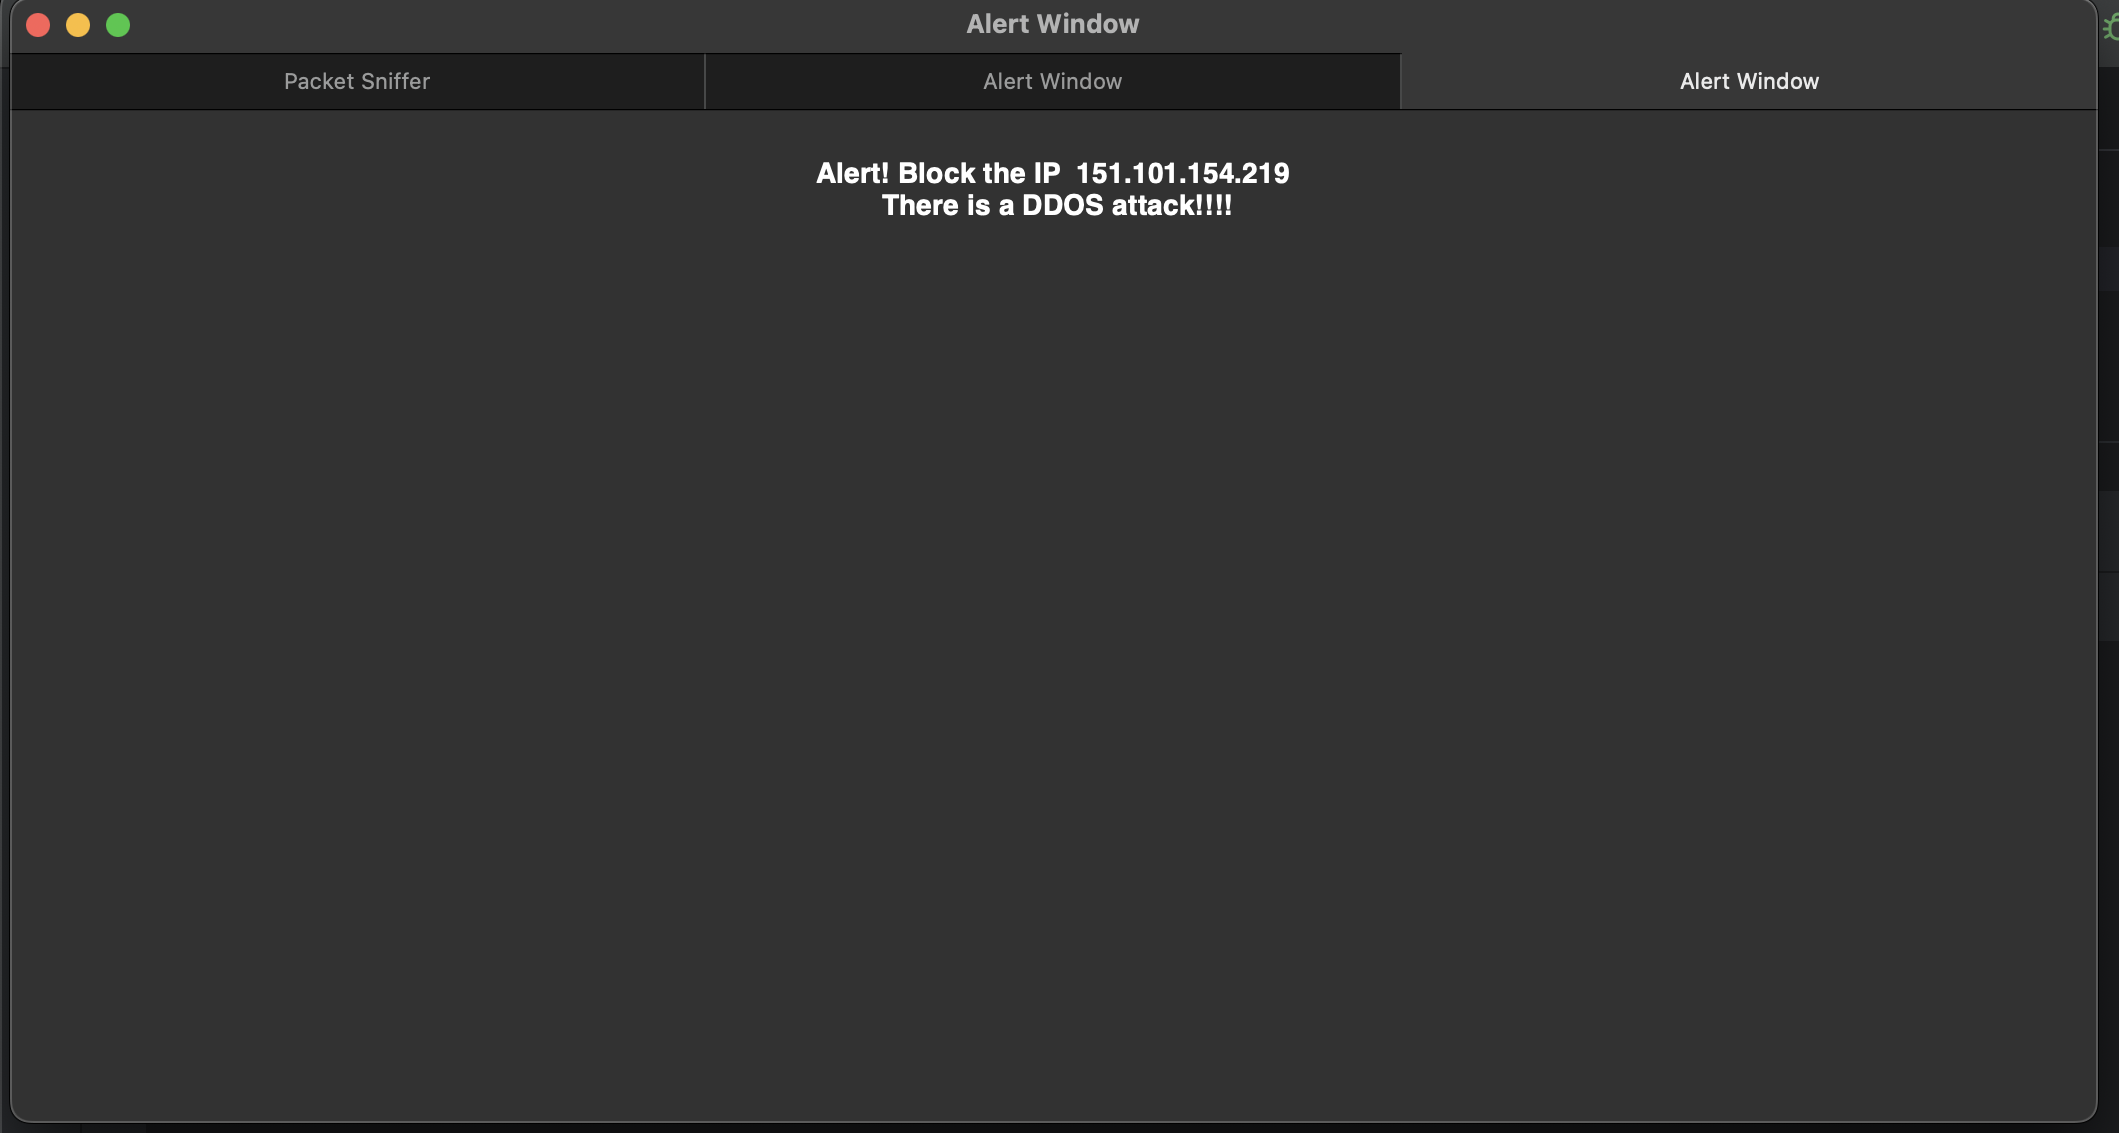 Alert Window
Packet Sniffer
Alert Window
Alert Window
Alert! Block the IP  151.101.154.219
There is a DDOS attack!!!!